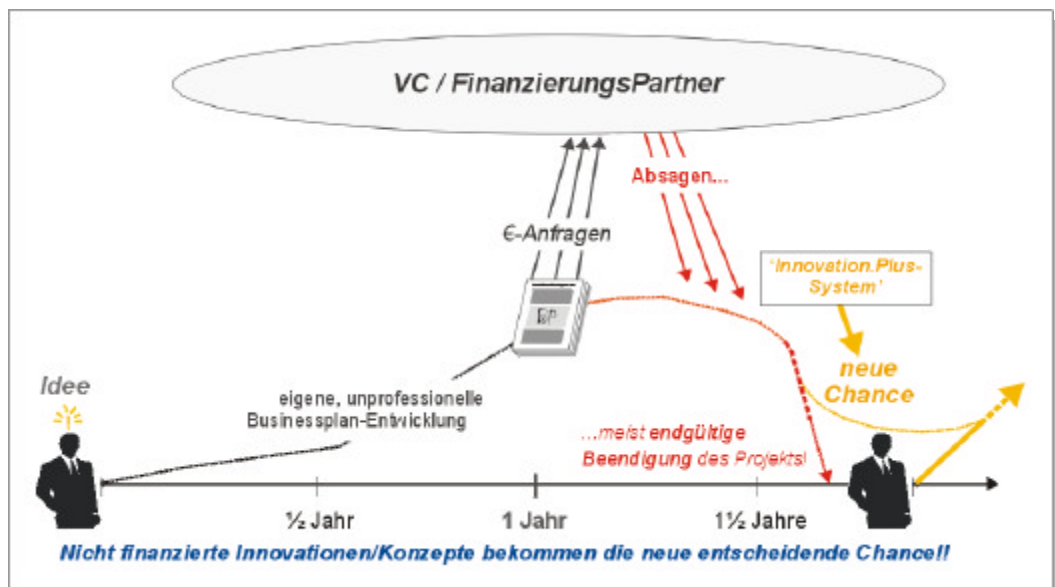 VC / FinanzierungsPartner
Absagen...
€-Anfragen
'Innovation.Plus-
System'
neue
Chance
Idee
eigene, unprofessionelle
Businessplan-Entwicklung
...meist endgültige
Beendigung des Projekts!
½ Jahr
1 Jahr
1½ Jahre
Nicht finanzierte Innovationen/Konzepte bekommen die neue entscheidende Chance!!